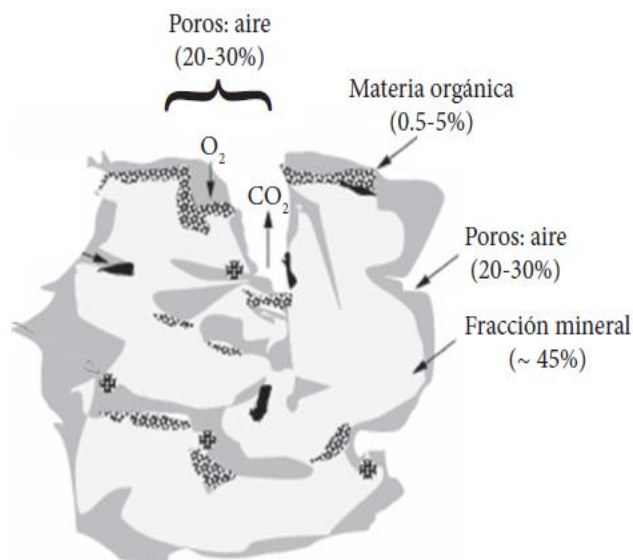 Poros: aire
(20-30%)
Materia orgánica
(0.5-5%)
O2
CO2
Poros: aire
(20-30%)
Fracción mineral
(~ 45%)